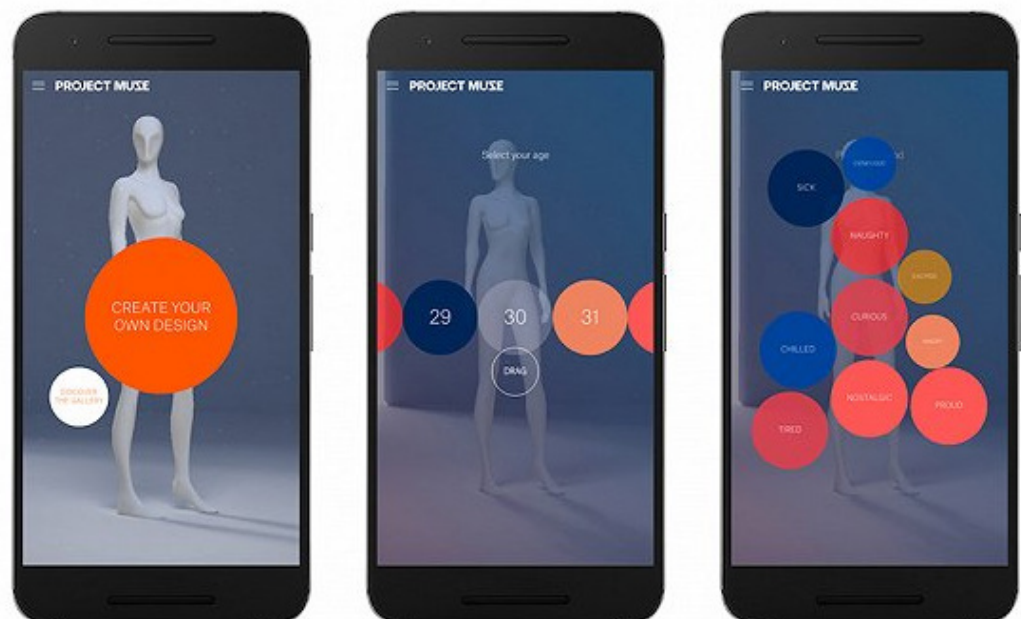 PROJECT MUZE
CREATE YOUR
OWN DESIGN
DISCOVER
THE GALLERY
PROJECT MUZE
Select your age
29
30
31
DRAG
PROJECT MUZE
SICK
NAUGHTY
CURIOUS
CHILLED
NOSTALGIC
PROUD
TIRED